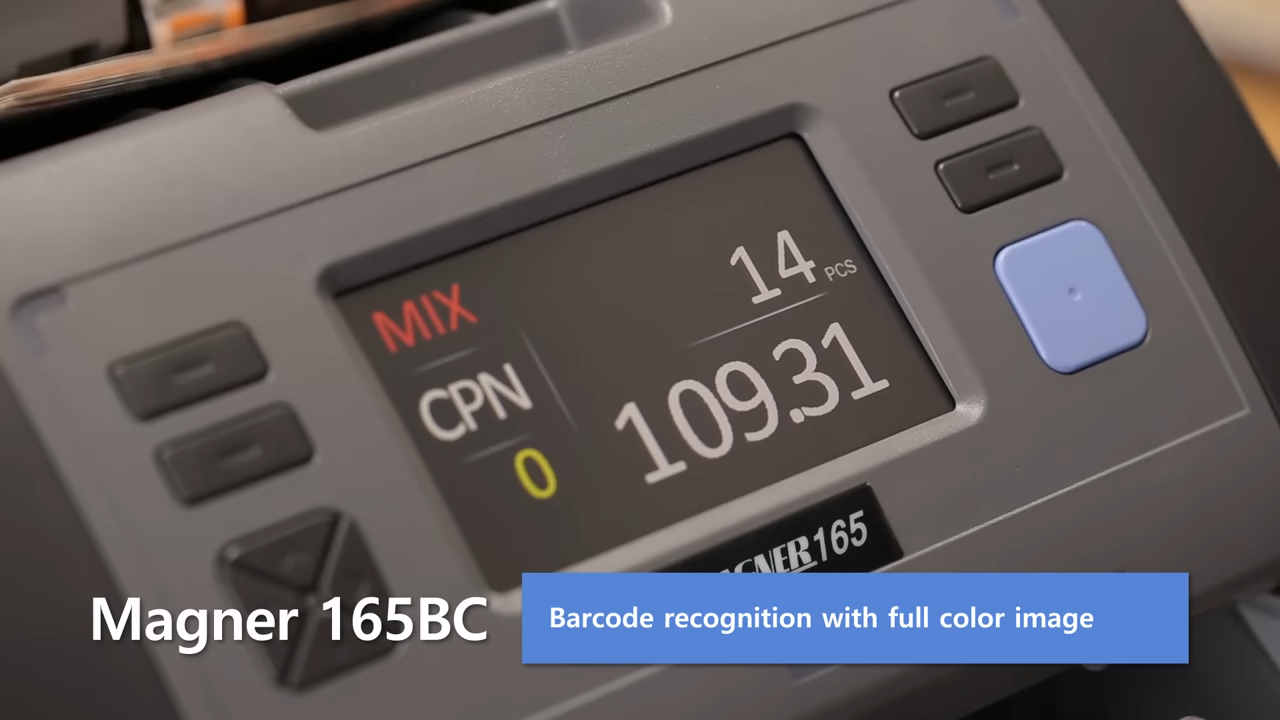 MIX
14 PCS
CPN
109.31
0
165
Magner 165BC
Barcode recognition with full color image